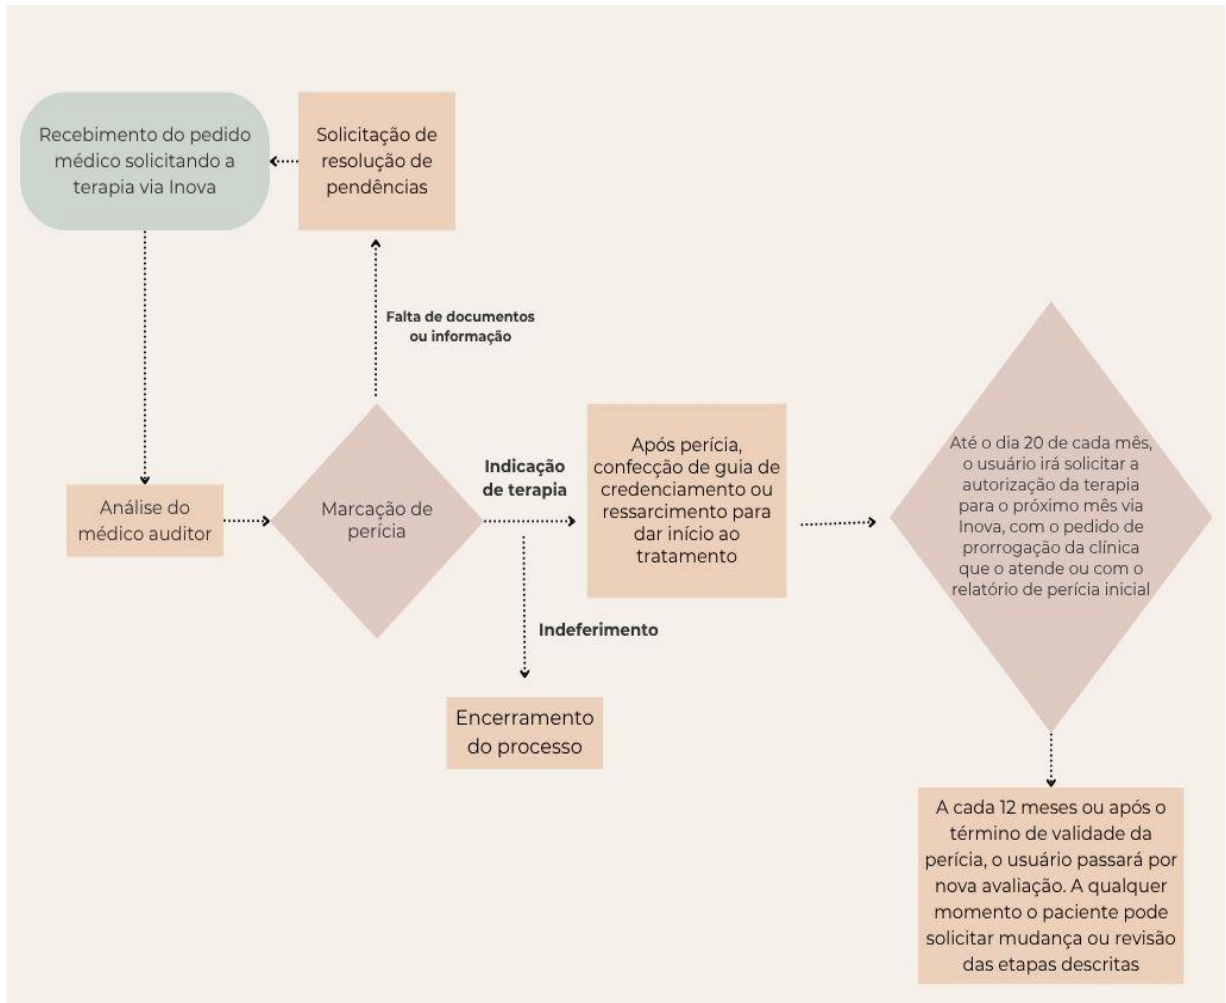 Recebimento do pedido
médico solicitando a
terapia via Inova
Solicitação de
resolução de
pendências
Falta de documentos
ou informação
Análise do
médico auditor
Marcação de
perícia
Indicação
de terapia
Após perícia,
confecção de guia de
credenciamento ou
ressarcimento para
dar início ao
tratamento
Indeferimento
Encerramento
do processo
Até o dia 20 de cada mês,
o usuário irá solicitar a
autorização da terapia
para o próximo mês via
Inova, com o pedido de
prorrogação da clínica
que o atende ou com o
relatório de perícia inicial
A cada 12 meses ou após o
término de validade da
perícia, o usuário passará por
nova avaliação. A qualquer
momento o paciente pode
solicitar mudança ou revisão
das etapas descritas